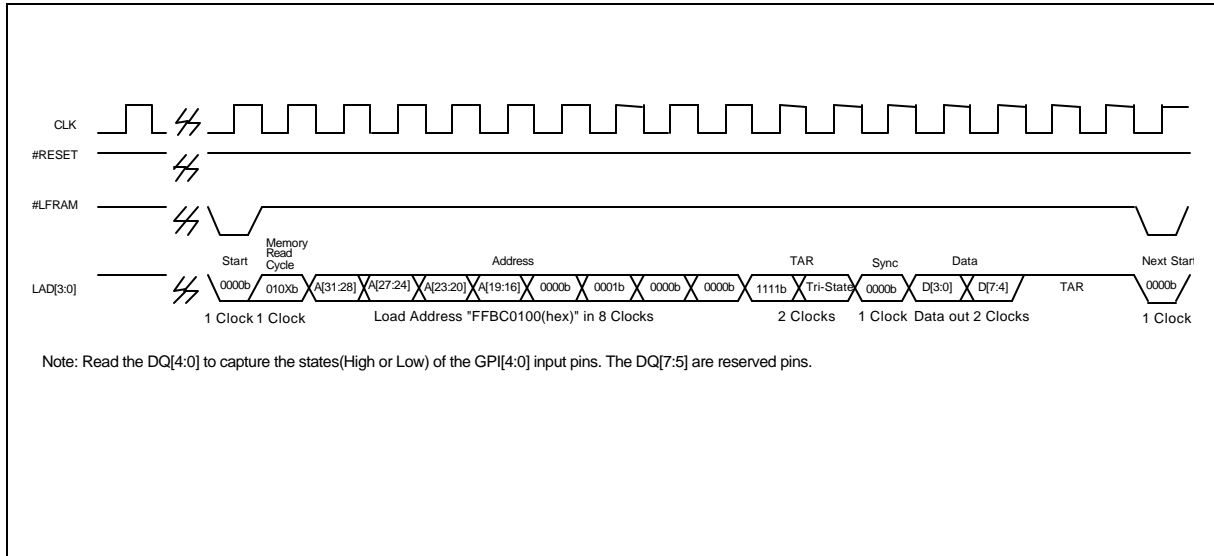 CLK
#RESET
#LFRAM
Memory
Read
Cycle
Start Address TAR Sync Data Next Start
LAD[3:0] 0000b 010Xb A[31:28] A[27:24] A[23:20] A[19:16] 0000b 0001b 0000b 0000b 1111b Tri-State 0000b D[3:0] D[7:4] TAR 0000b
1 Clock 1 Clock Load Address "FFBC0100(hex)" in 8 Clocks 2 Clocks 1 Clock Data out 2 Clocks 1 Clock
Note: Read the DQ[4:0] to capture the states(High or Low) of the GPI[4:0] input pins. The DQ[7:5] are reserved pins.